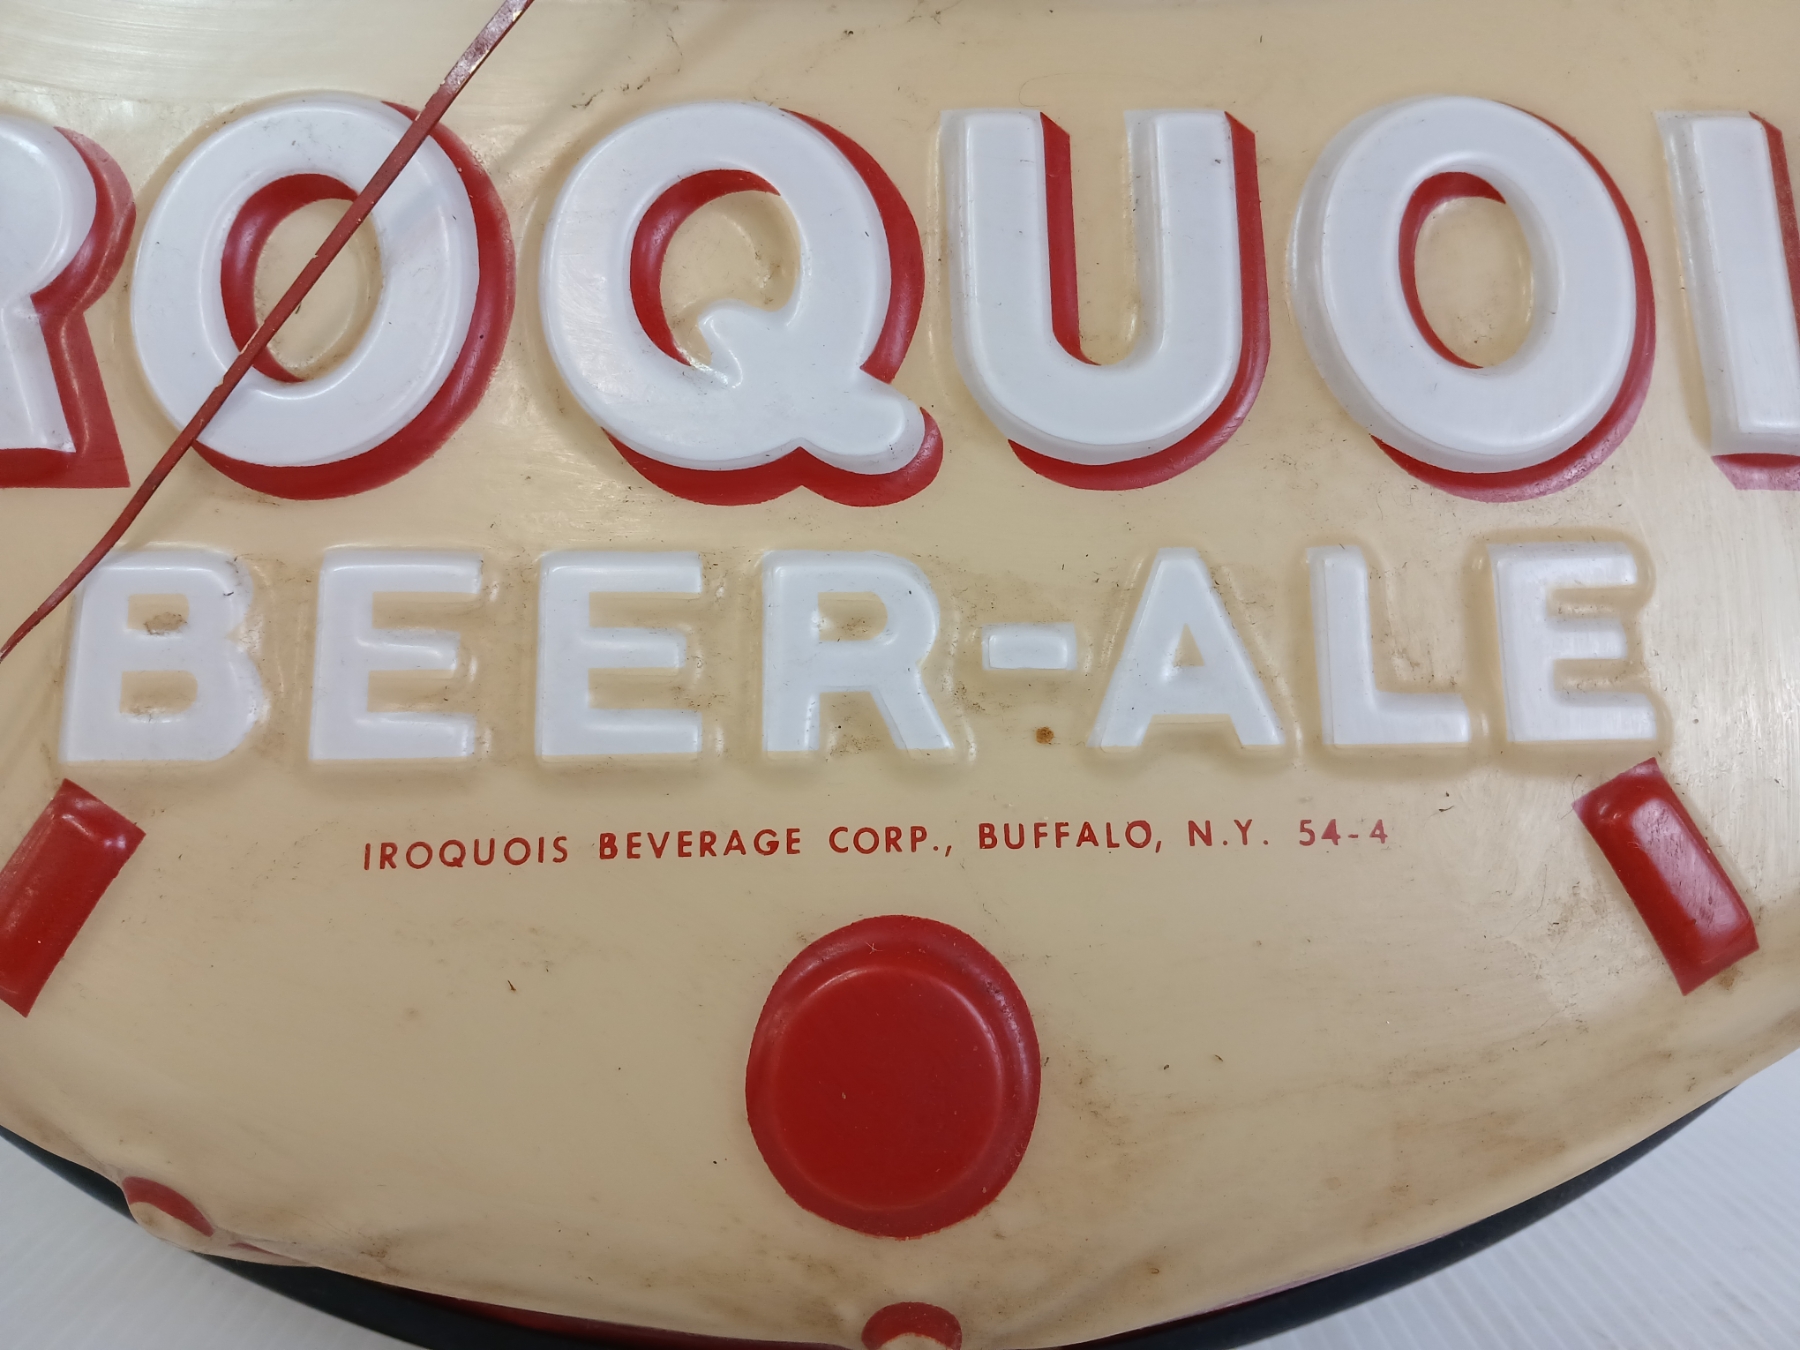 ROQUOI
BEER-ALE
IROQUOIS BEVERAGE CORP., BUFFALO, N.Y. 54-4